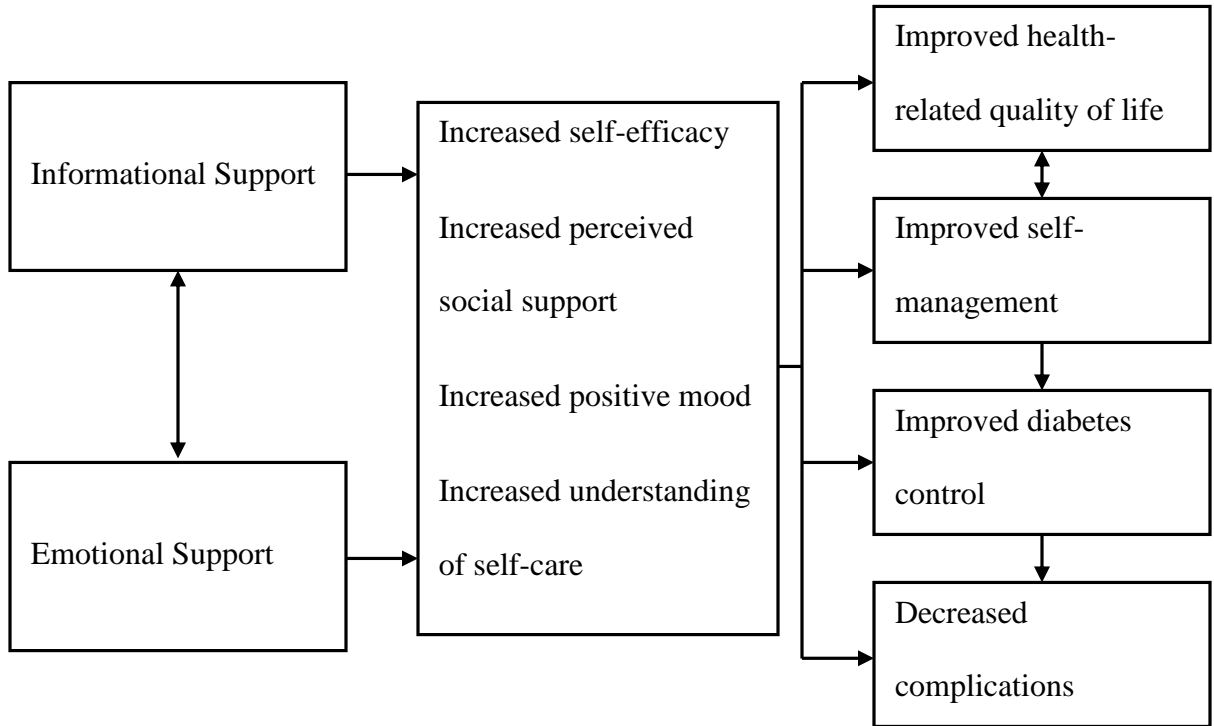 Informational Support
Emotional Support
Increased self-efficacy
Increased perceived
social support
Increased positive mood
Increased understanding
of self-care
Improved health-
related quality of life
Improved self-
management
Improved diabetes
control
Decreased
complications